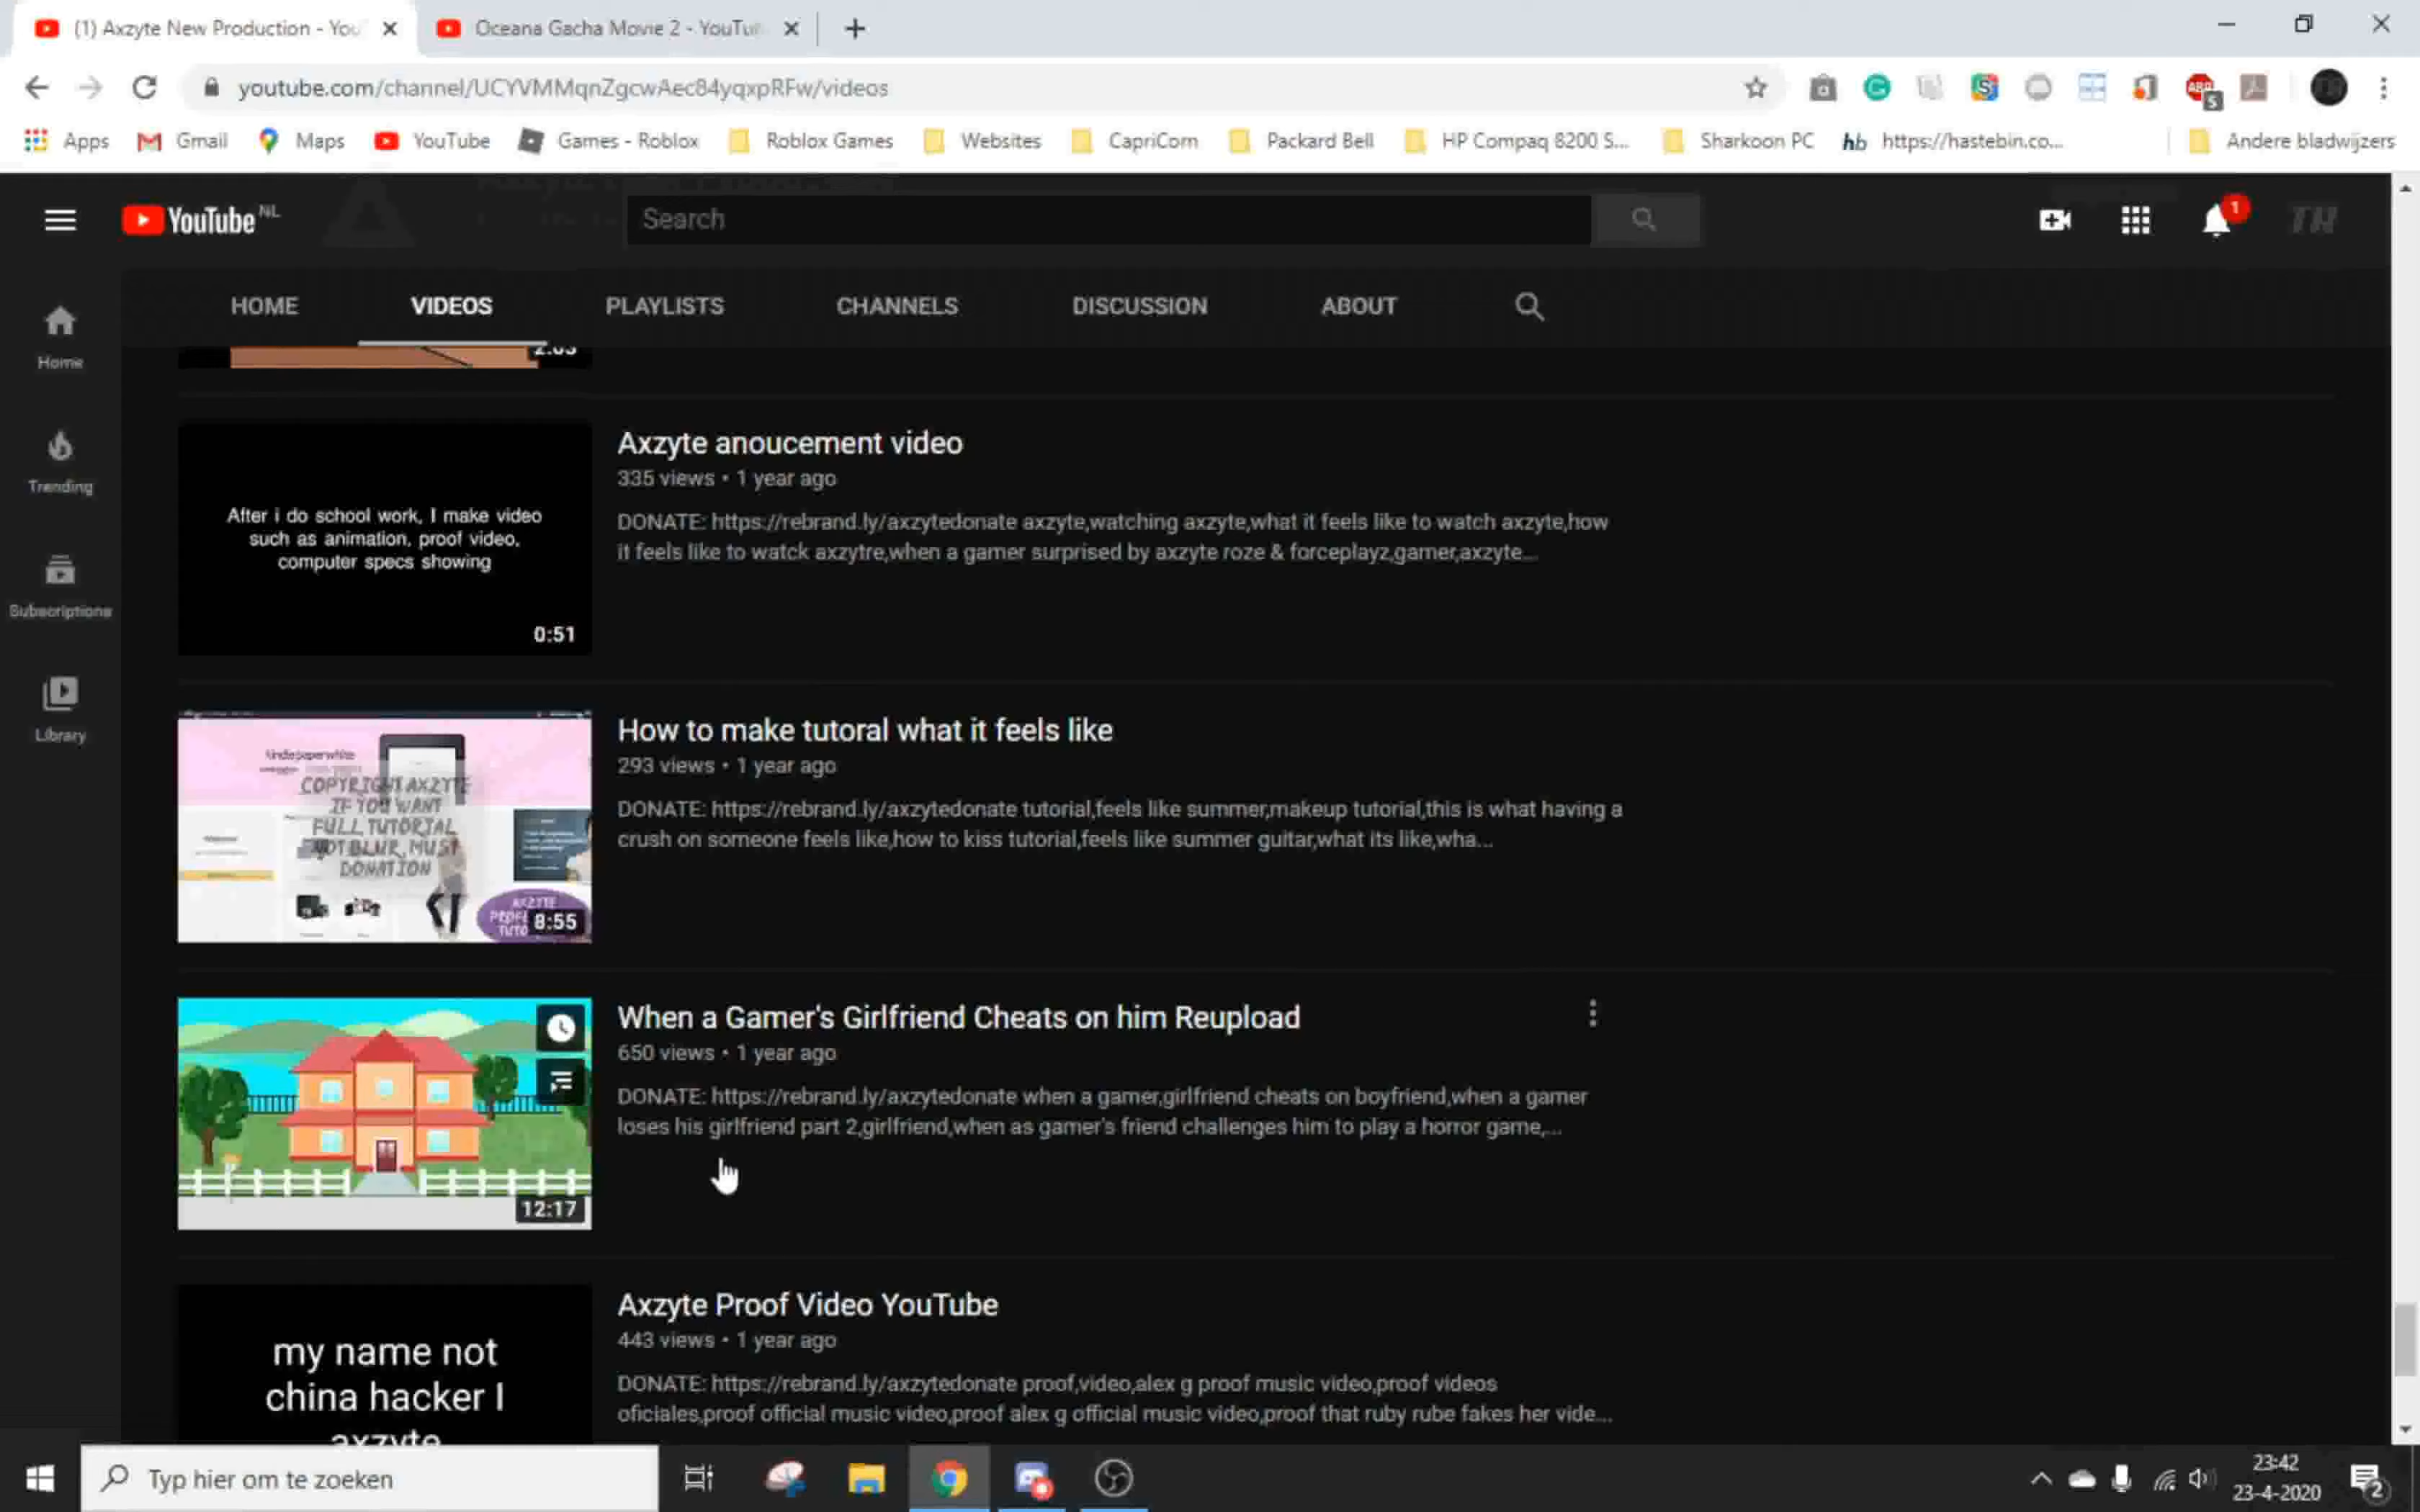 (1) Axzyte New Production - You
Oceana Gacha Movie 2 - YouTu
youtube.com/channel/UCYVMMqnZgcwAec84yqxpRFw/videos
Apps Gmail Maps YouTube Games - Roblox Roblox Games Websites CapriCorn Packard Bell HP Compaq 8200 S... Sharkoon PC hb https://hastebin.co... Andere bladwijzers
YouTube NL
Search
1
TH
HOME VIDEOS PLAYLISTS CHANNELS DISCUSSION ABOUT
Home
Trending
Subscriptions
Library
2:03
After i do school work, I make video
such as animation, proof video,
computer specs showing
0:51
Axzyte anoucement video
335 views • 1 year ago
DONATE: https://rebrand.ly/axzytedonate axzyte,watching axzyte,what it feels like to watch axzyte,how
it feels like to watck axzytre,when a gamer surprised by axzyte roze & forceplayz,gamer,axzyte...
kindle paperwhite
COPYRIGHT AXZYTE
IF YOU WANT
FULL TUTORIAL
NOT BLUR, MUST
DONATION
AXZYTE
8:55
How to make tutoral what it feels like
293 views • 1 year ago
DONATE: https://rebrand.ly/axzytedonate tutorial,feels like summer,makeup tutorial,this is what having a
crush on someone feels like,how to kiss tutorial,feels like summer guitar,what its like,wha...
12:17
When a Gamer's Girlfriend Cheats on him Reupload
650 views • 1 year ago
DONATE: https://rebrand.ly/axzytedonate when a gamer,girlfriend cheats on boyfriend,when a gamer
loses his girlfriend part 2,girlfriend,when as gamer's friend challenges him to play a horror game,...
my name not
china hacker I
axzyte
Axzyte Proof Video YouTube
443 views • 1 year ago
DONATE: https://rebrand.ly/axzytedonate proof,video,alex g proof music video,proof videos
oficiales,proof official music video,proof alex g official music video,proof that ruby rube fakes her vide...
Typ hier om te zoeken
23:42
23-4-2020
2